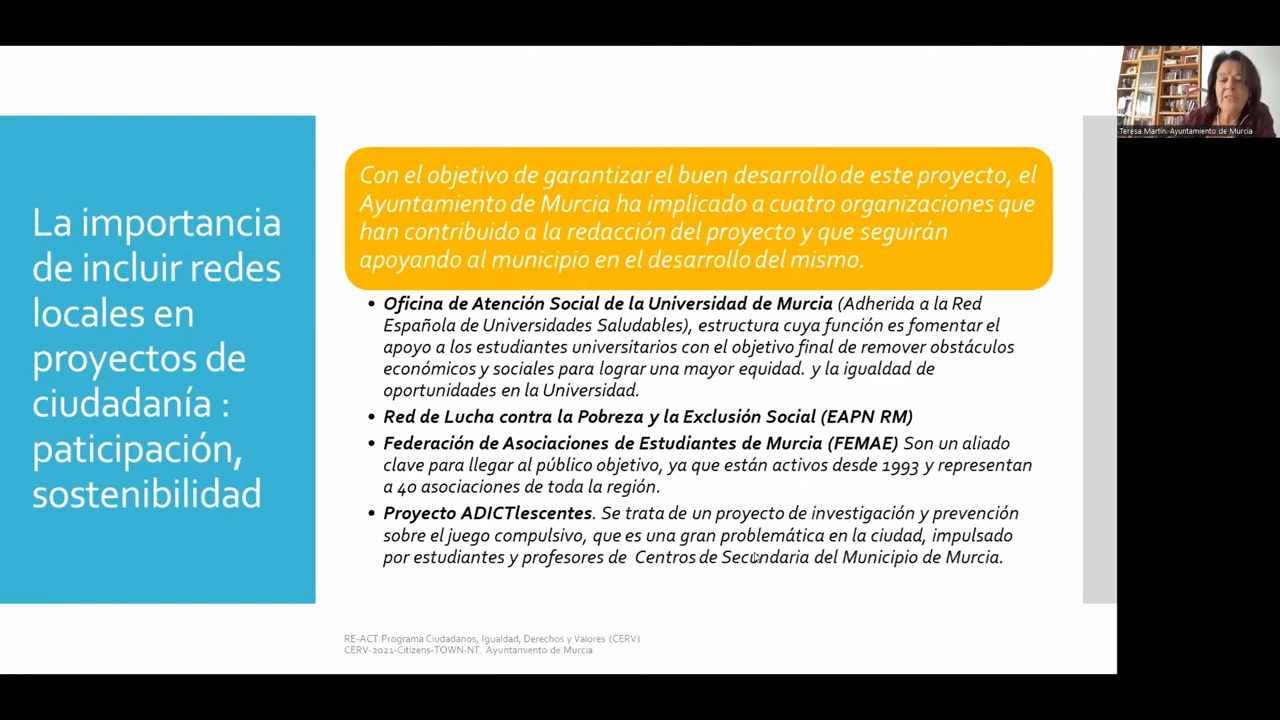 La importancia
de incluir redes
locales en
proyectos de
ciudadanía :
paticipación,
sostenibilidad
Con el objetivo de garantizar el buen desarrollo de este proyecto, el
Ayuntamiento de Murcia ha implicado a cuatro organizaciones que
han contribuido a la redacción del proyecto y que seguirán
apoyando al municipio en el desarrollo del mismo.
• Oficina de Atención Social de la Universidad de Murcia (Adherida a la Red
Española de Universidades Saludables), estructura cuya función es fomentar el
apoyo a los estudiantes universitarios con el objetivo final de remover obstáculos
económicos y sociales para lograr una mayor equidad. y la igualdad de
oportunidades en la Universidad.
• Red de Lucha contra la Pobreza y la Exclusión Social (EAPN RM)
• Federación de Asociaciones de Estudiantes de Murcia (FEMAE) Son un aliado
clave para llegar al público objetivo, ya que están activos desde 1993 y representan
a 40 asociaciones de toda la región.
• Proyecto ADICTlescentes. Se trata de un proyecto de investigación y prevención
sobre el juego compulsivo, que es una gran problemática en la ciudad, impulsado
por estudiantes y profesores de Centros de Secundaria del Municipio de Murcia.
RE-ACT.Programa Ciudadanos, Igualdad, Derechos y Valores (CERV)
CERV-2021-Citizens-TOWN-NT. Ayuntamiento de Murcia
Teresa Martín. Ayuntamiento de Murcia